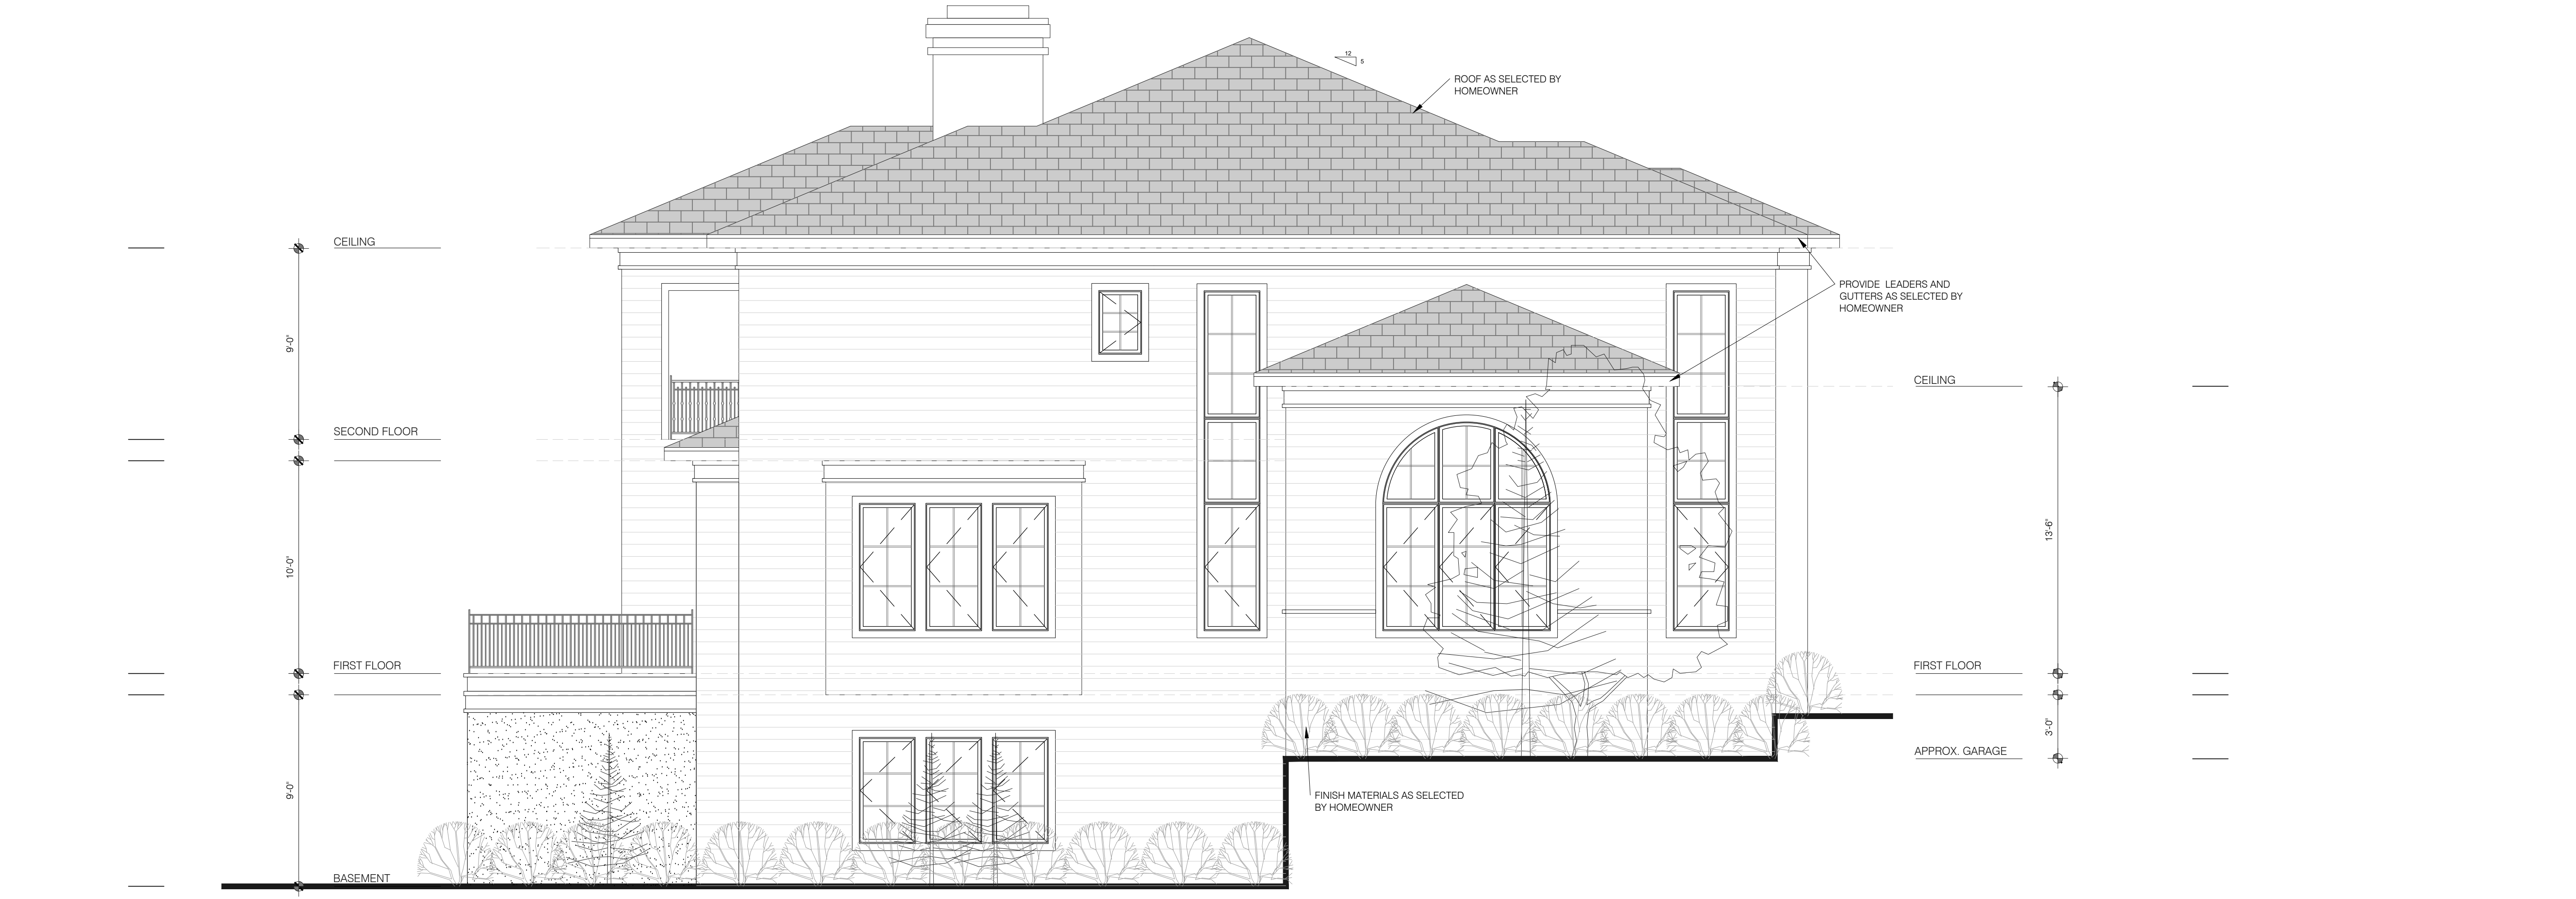 12
5
ROOF AS SELECTED BY
HOMEOWNER
CEILING
PROVIDE LEADERS AND
GUTTERS AS SELECTED BY
HOMEOWNER
9'-0"
CEILING
SECOND FLOOR
13'-6"
10'-0"
FIRST FLOOR
FIRST FLOOR
3'-0"
APPROX. GARAGE
9'-0"
FINISH MATERIALS AS SELECTED
BY HOMEOWNER
BASEMENT